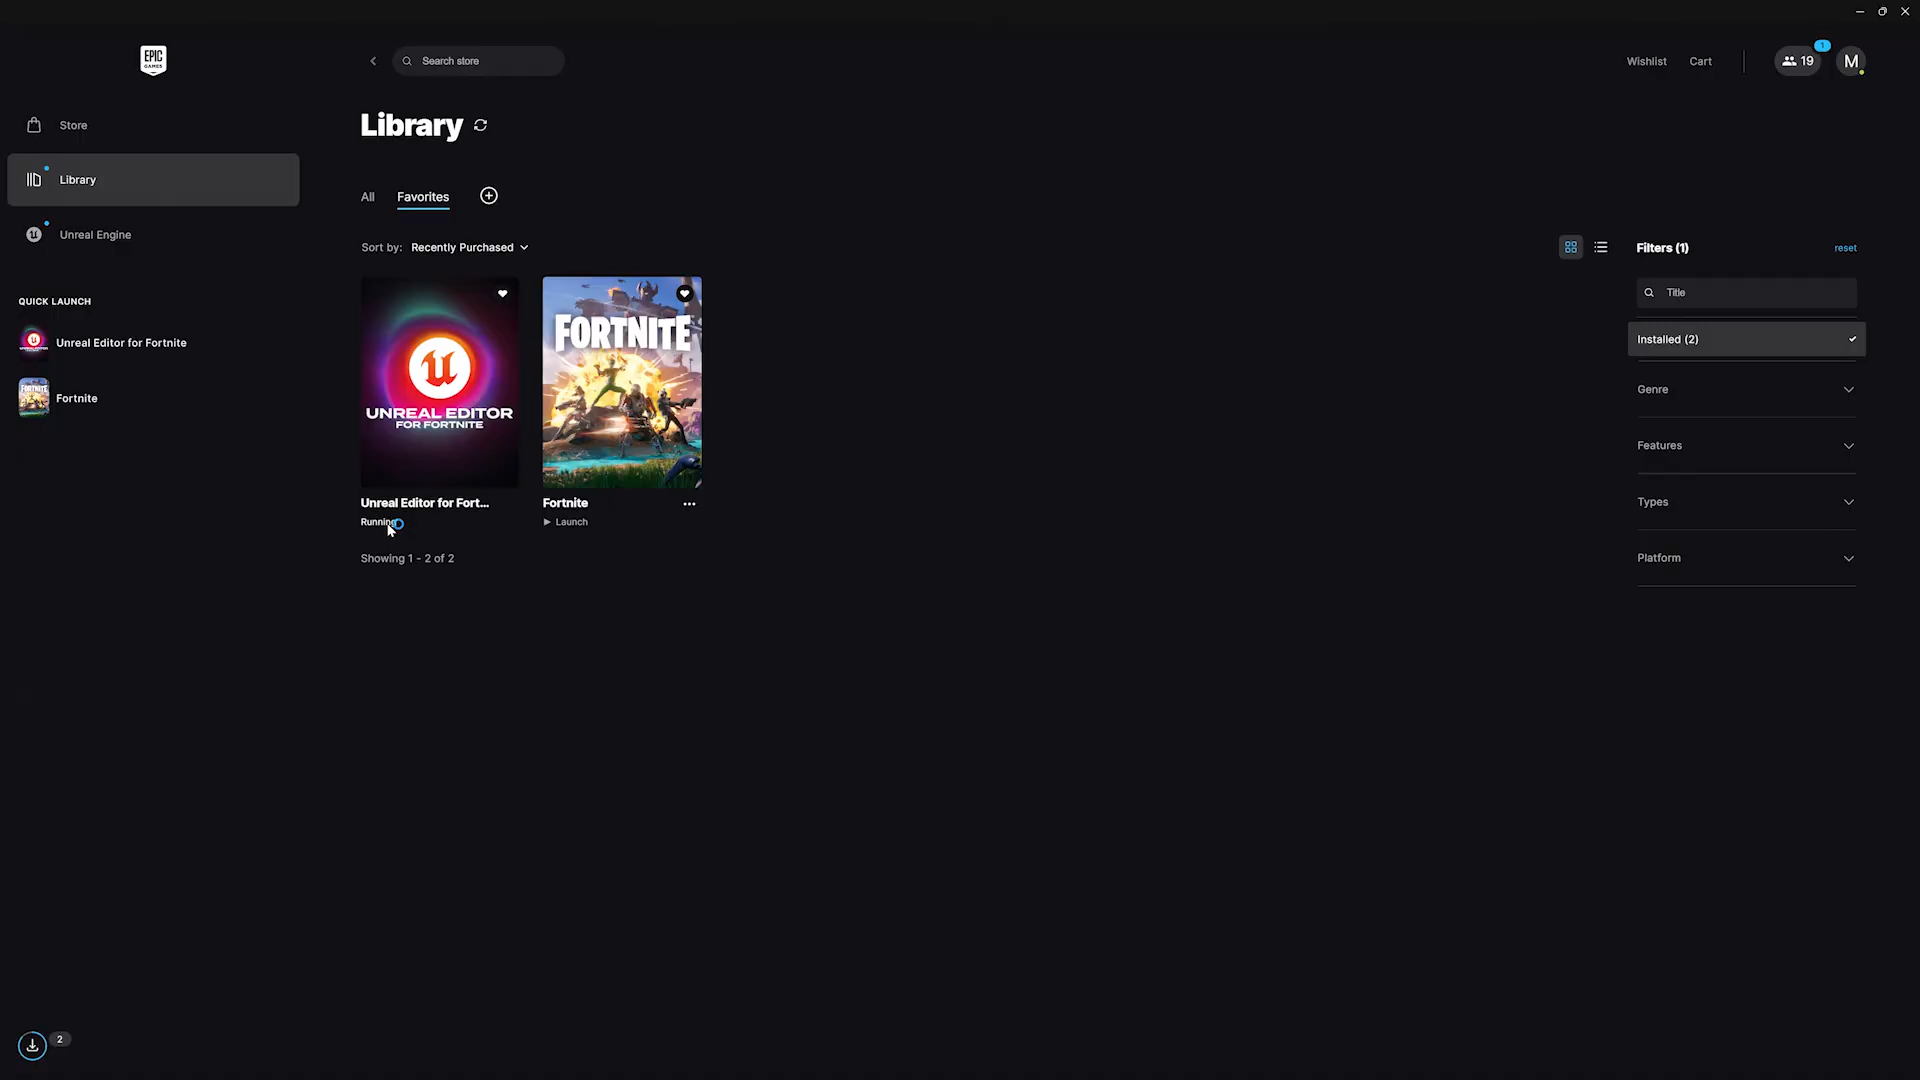 EPIC
GAMES
Search store
Wishlist
Cart
19
1
M
Store
Library
Unreal Engine
QUICK LAUNCH
Unreal Editor for Fortnite
Fortnite
Library
All
Favorites
Sort by: Recently Purchased
UNREAL EDITOR
FOR FORTNITE
Unreal Editor for Fort...
Running
FORTNITE
Fortnite
Launch
Showing 1 - 2 of 2
Filters (1)
reset
Title
Installed (2)
Genre
Features
Types
Platform
2